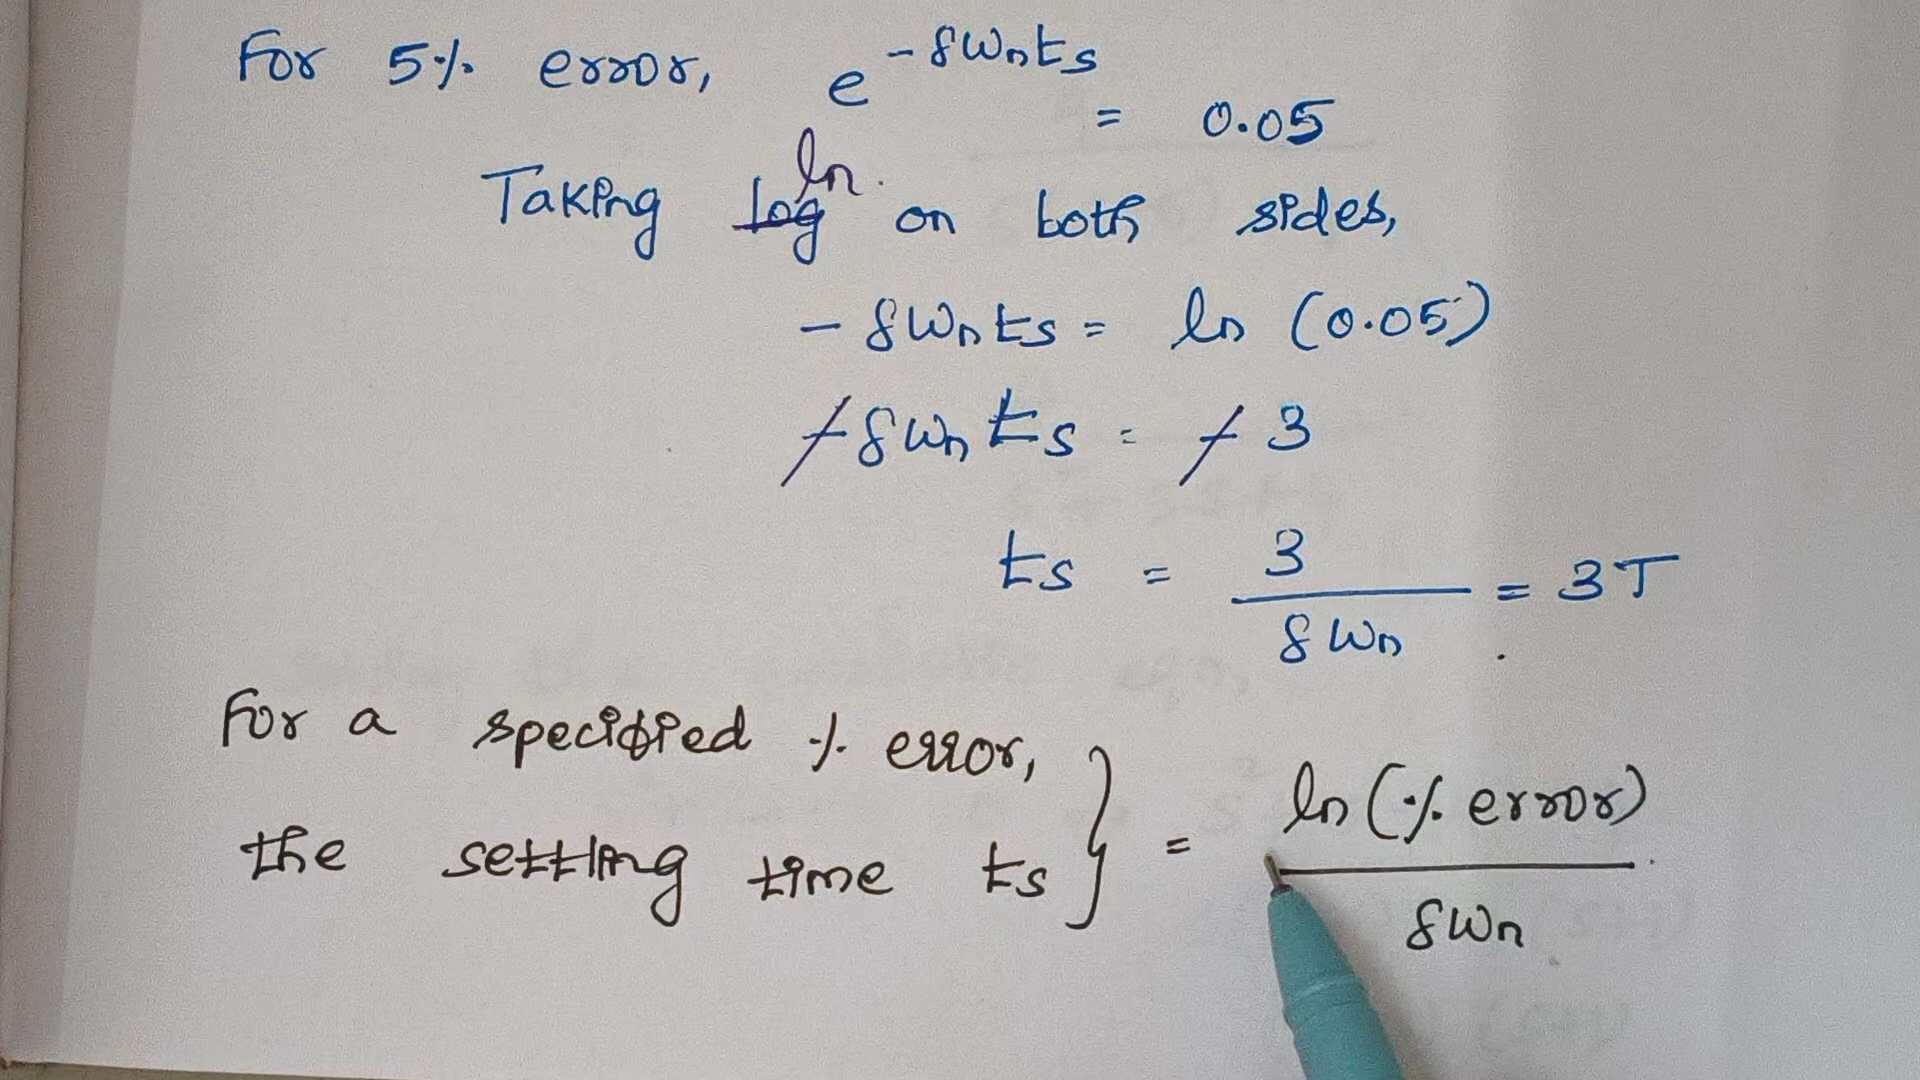 For 5% error, e^-δωnts = 0.05
Taking log ln on both sides,
-δωnts = ln (0.05)
-δωnts = -3
ts = 3/δωn = 3T
For a specified % error,
the settling time ts } = ln (% error)/δωn